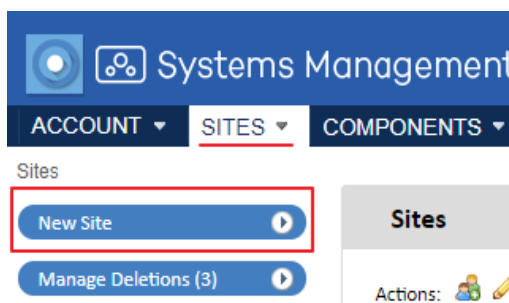 Systems Management
ACCOUNT SITES COMPONENTS
Sites
New Site
Sites
Manage Deletions (3)
Actions: